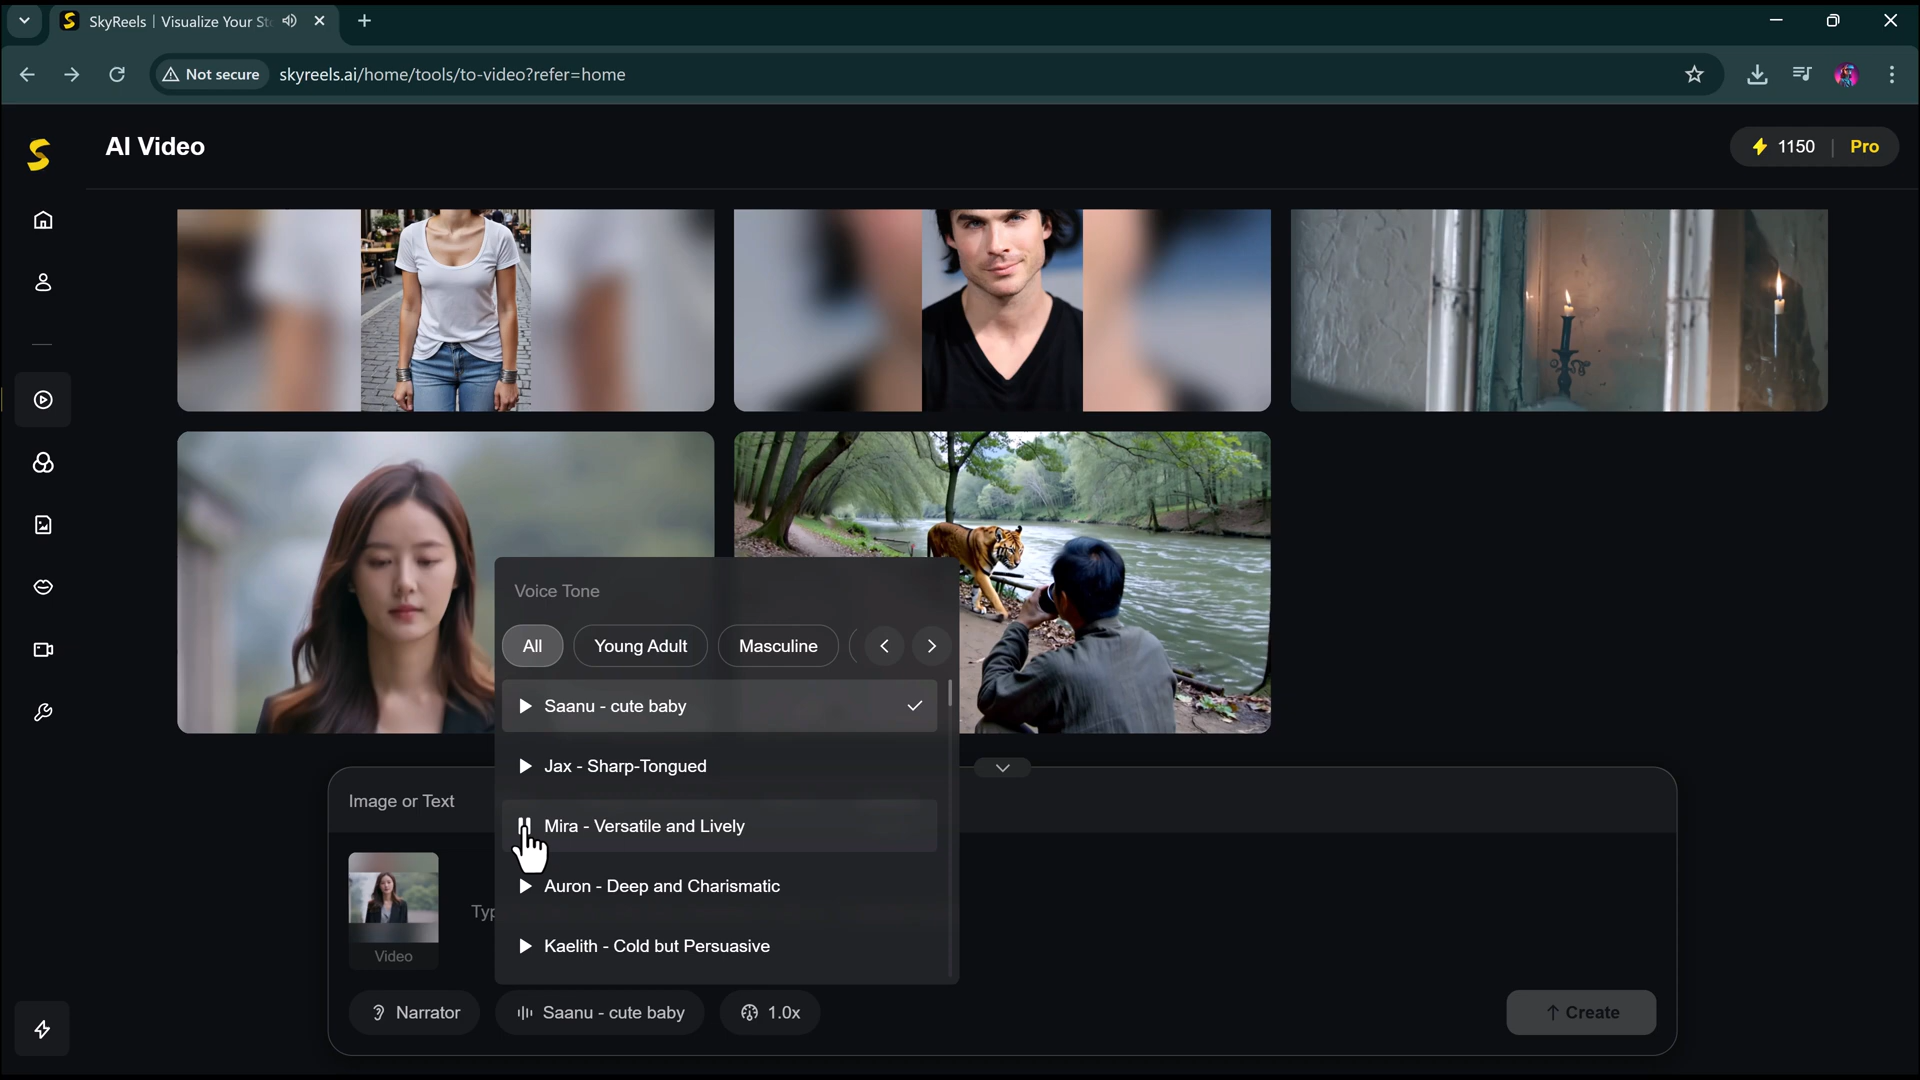 SkyReels | Visualize Your St
Not secure
skyreels.ai/home/tools/to-video?refer=home
AI Video
1150 | Pro
Voice Tone
All
Young Adult
Masculine
Saanu - cute baby
Jax - Sharp-Tongued
Mira - Versatile and Lively
Auron - Deep and Charismatic
Kaelith - Cold but Persuasive
Image or Text
Typ
Video
Narrator
Saanu - cute baby
1.0x
Create